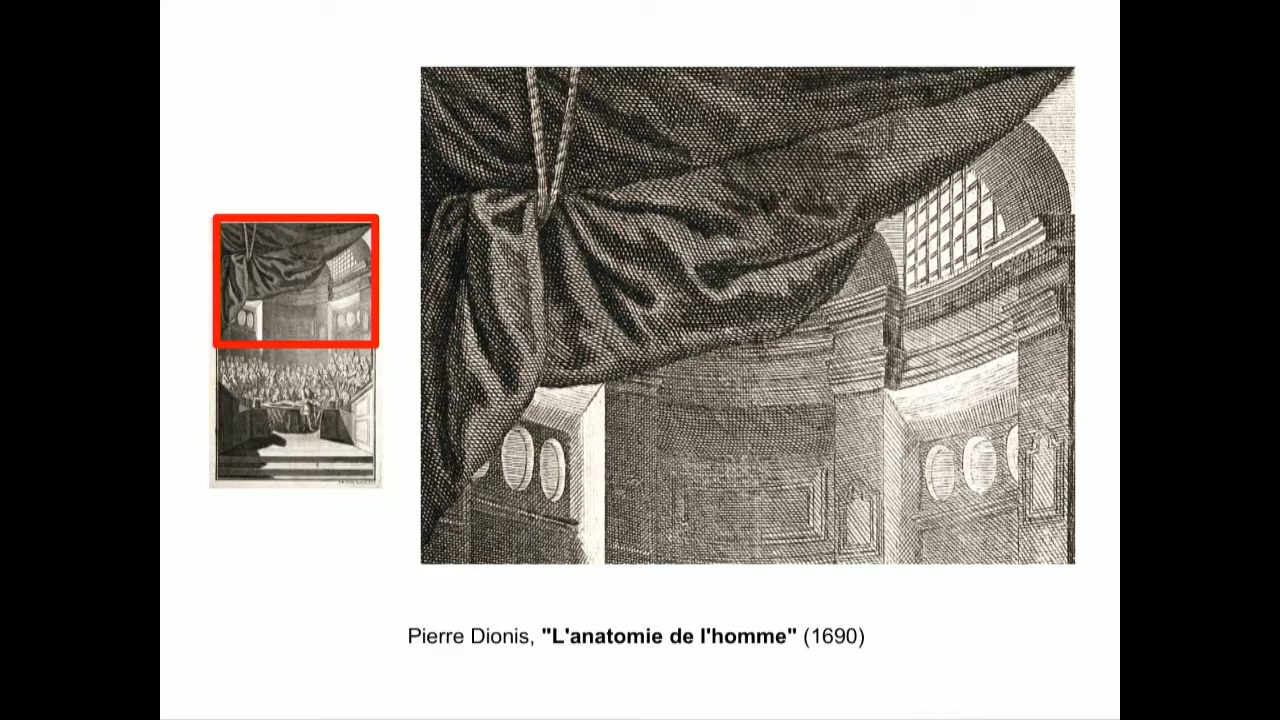 Pierre Dionis, "L'anatomie de l'homme" (1690)